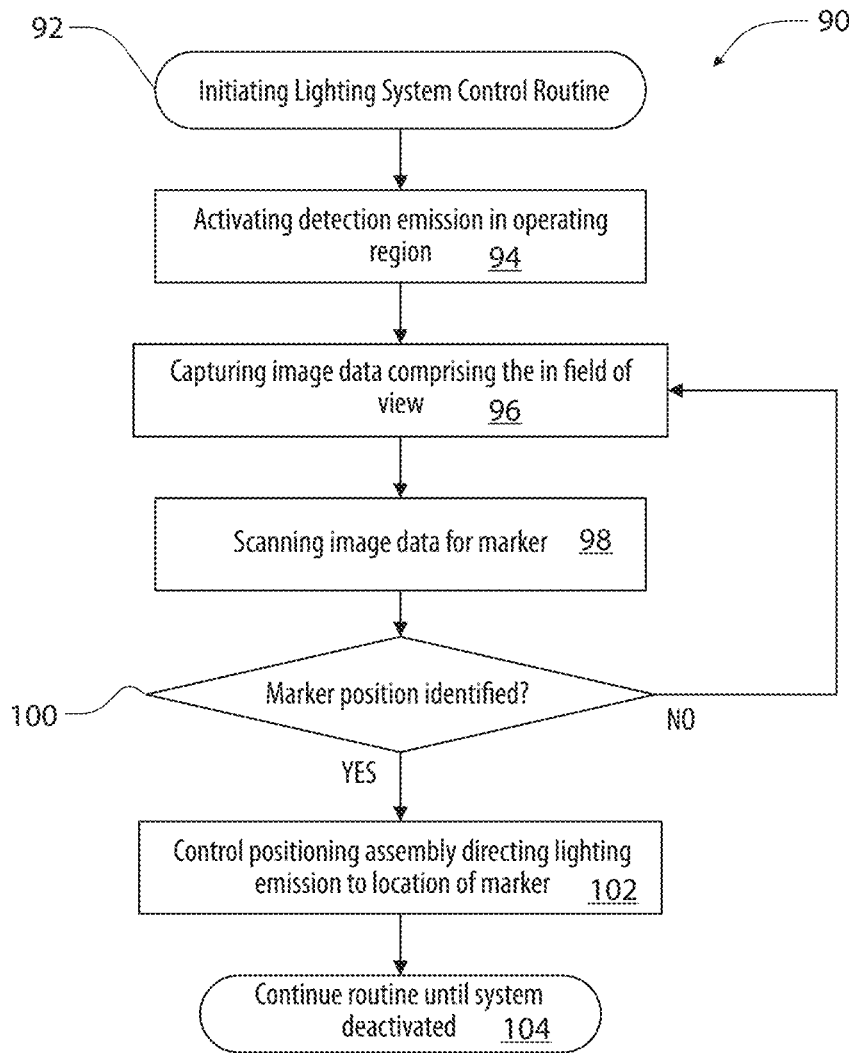 92
90
Initiating Lighting System Control Routine
Activating detection emission in operating
region 94
Capturing image data comprising the in field of
view 96
Scanning image data for marker 98
Marker position identified?
100
NO
YES
Control positioning assembly directing lighting
emission to location of marker 102
Continue routine until system
deactivated 104